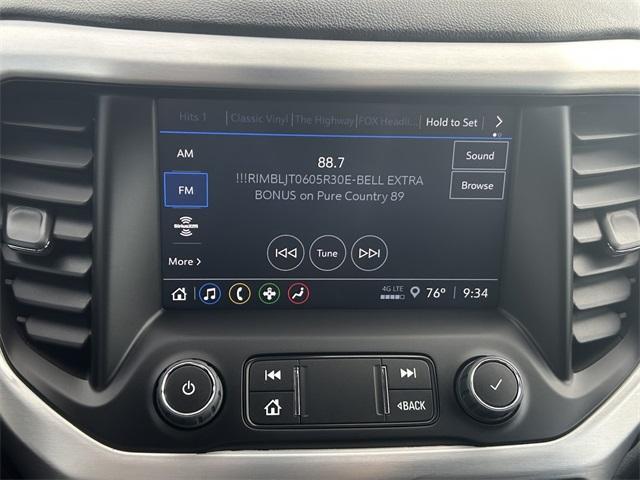 Hits 1 Classic Vinyl The Highway FOX Headli... Hold to Set
AM
88.7
Sound
!!!RIMBLJT0605R30E-BELL EXTRA
BONUS on Pure Country 89
FM
Browse
SiriusXM
More
Tune
4G LTE 76° 9:34
BACK